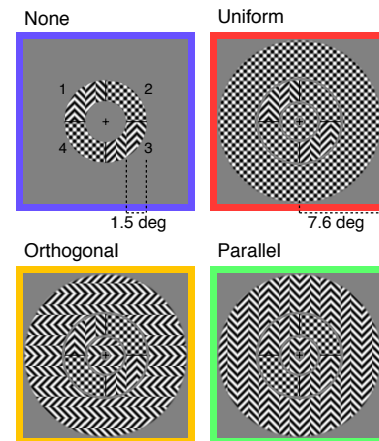 None
Uniform
1
2
4
3
1.5 deg
7.6 deg
Orthogonal
Parallel